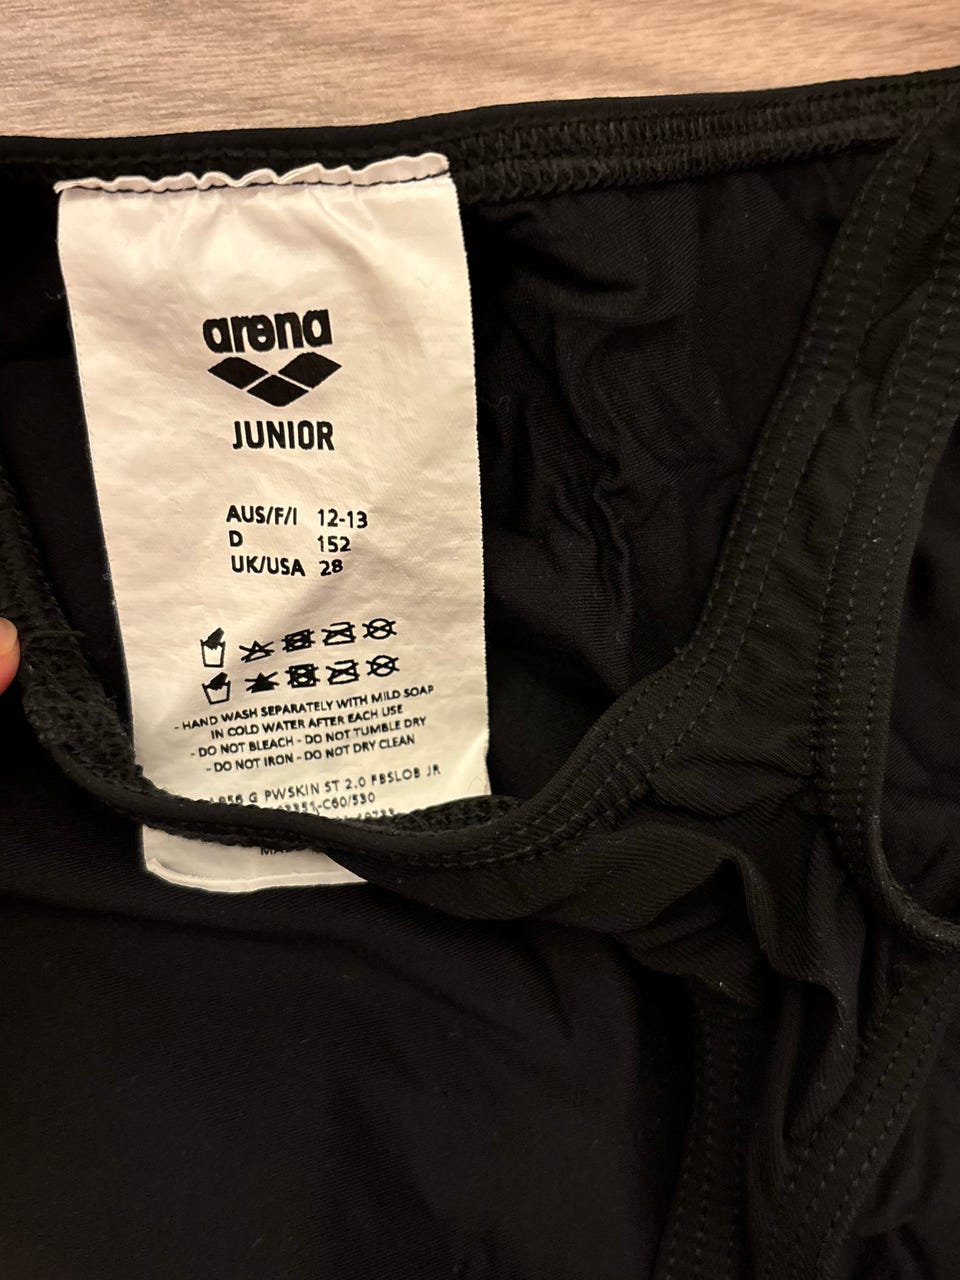 arena
JUNIOR
AUS/F/I 12-13
D 152
UK/USA 28
- HAND WASH SEPARATELY WITH MILD SOAP
IN COLD WATER AFTER EACH USE
- DO NOT BLEACH - DO NOT TUMBLE DRY
- DO NOT IRON - DO NOT DRY CLEAN
G PWSKIN ST 2.0 FBSLOB JR